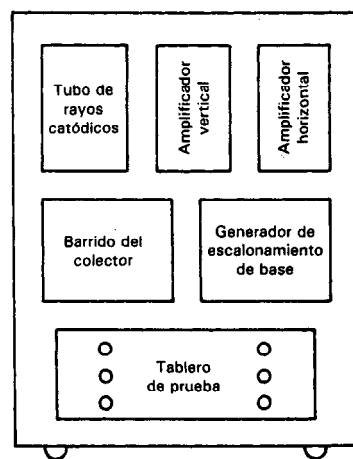 Tubo de
rayos
catódicos
Amplificador
vertical
Amplificador
horizontal
Barrido del
colector
Generador de
escalonamiento
de base
Tablero
de prueba